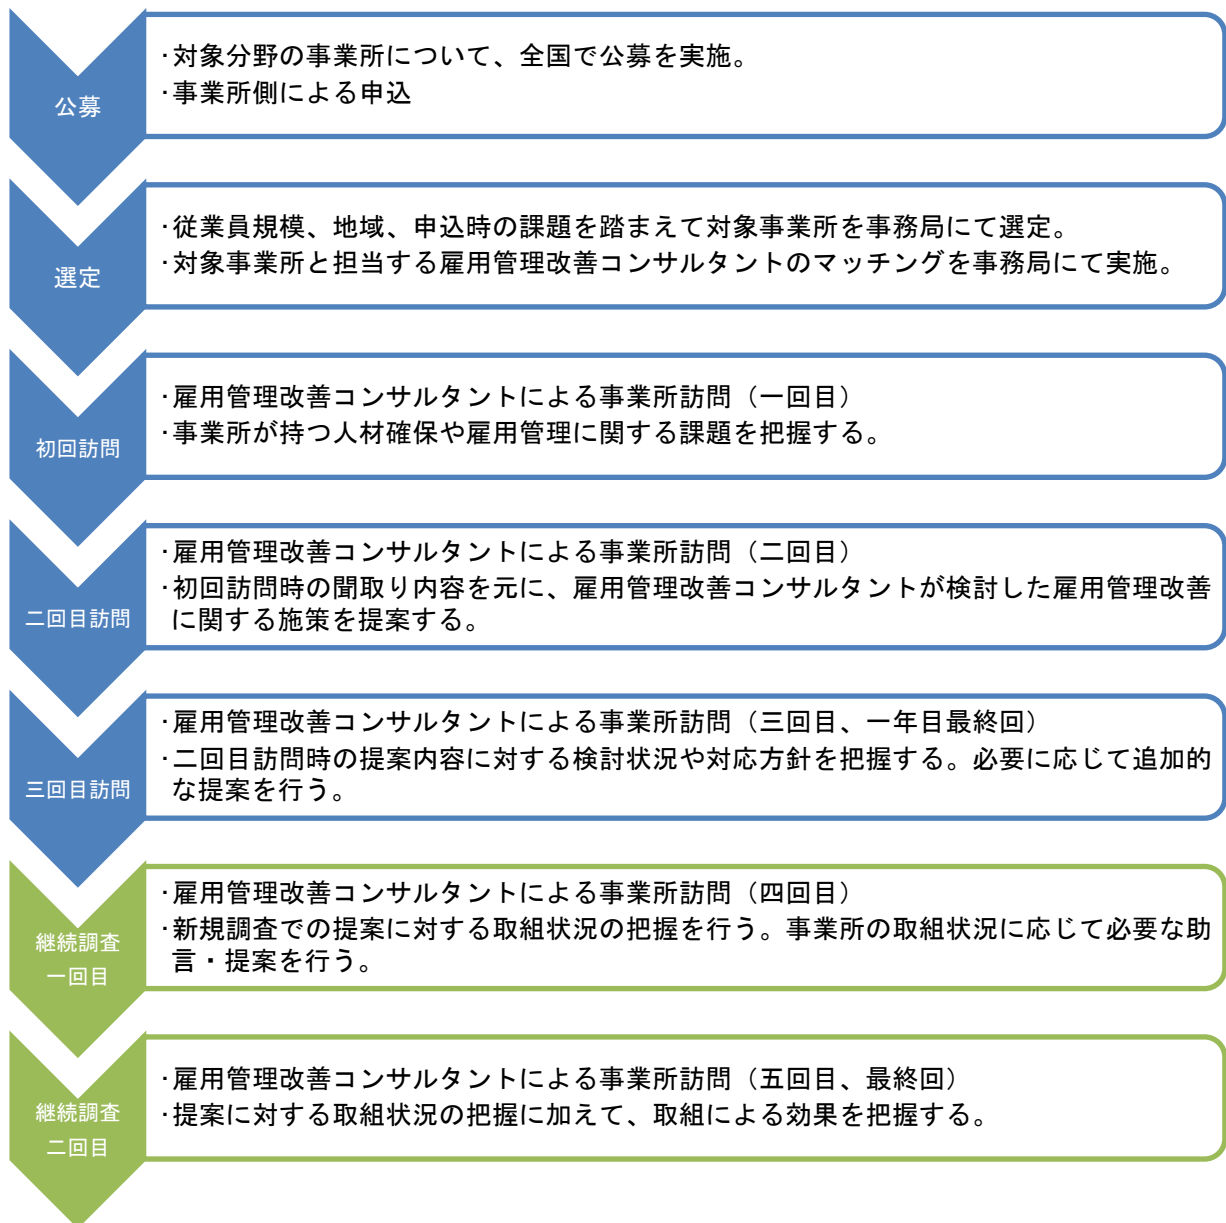 公募
･対象分野の事業所について、全国で公募を実施。
･事業所側による申込
選定
･従業員規模、地域、申込時の課題を踏まえて対象事業所を事務局にて選定。
･対象事業所と担当する雇用管理改善コンサルタントのマッチングを事務局にて実施。
初回訪問
･雇用管理改善コンサルタントによる事業所訪問（一回目）
･事業所が持つ人材確保や雇用管理に関する課題を把握する。
二回目訪問
･雇用管理改善コンサルタントによる事業所訪問（二回目）
･初回訪問時の聞取り内容を元に、雇用管理改善コンサルタントが検討した雇用管理改善
に関する施策を提案する。
三回目訪問
･雇用管理改善コンサルタントによる事業所訪問（三回目、一年目最終回）
･二回目訪問時の提案内容に対する検討状況や対応方針を把握する。必要に応じて追加的
な提案を行う。
継続調査
一回目
･雇用管理改善コンサルタントによる事業所訪問（四回目）
･新規調査での提案に対する取組状況の把握を行う。事業所の取組状況に応じて必要な助
言・提案を行う。
継続調査
二回目
･雇用管理改善コンサルタントによる事業所訪問（五回目、最終回）
･提案に対する取組状況の把握に加えて、取組による効果を把握する。